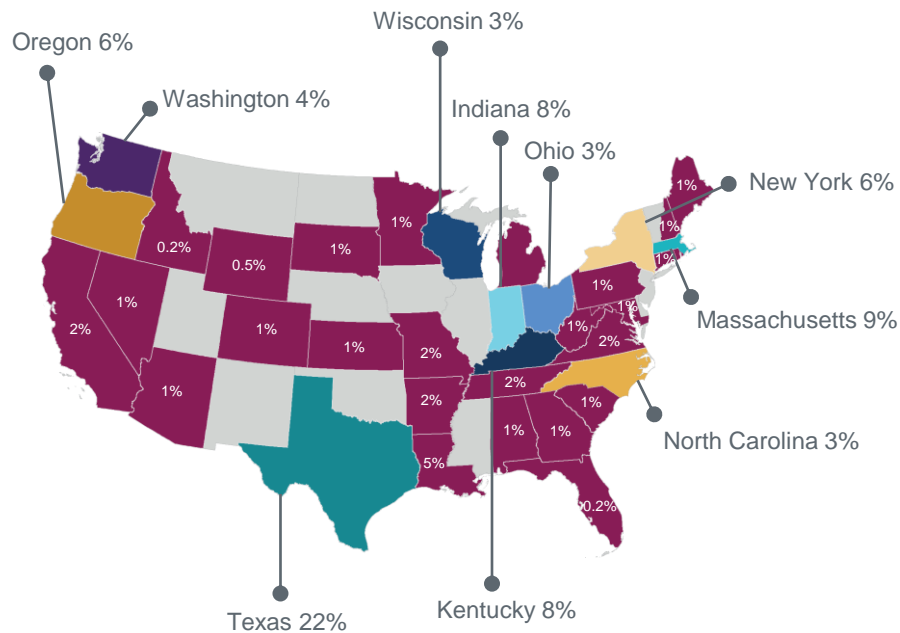 Wisconsin 3%
Oregon 6%
Washington 4%
Indiana 8%
Ohio 3%
New York 6%
1%
1%
1%
0.2%
1%
1%
0.5%
1%
1%
1%
Massachusetts 9%
2%
1%
1%
1%
2%
2%
1%
2%
2%
1%
North Carolina 3%
1%
1%
5%
0.2%
Kentucky 8%
Texas 22%